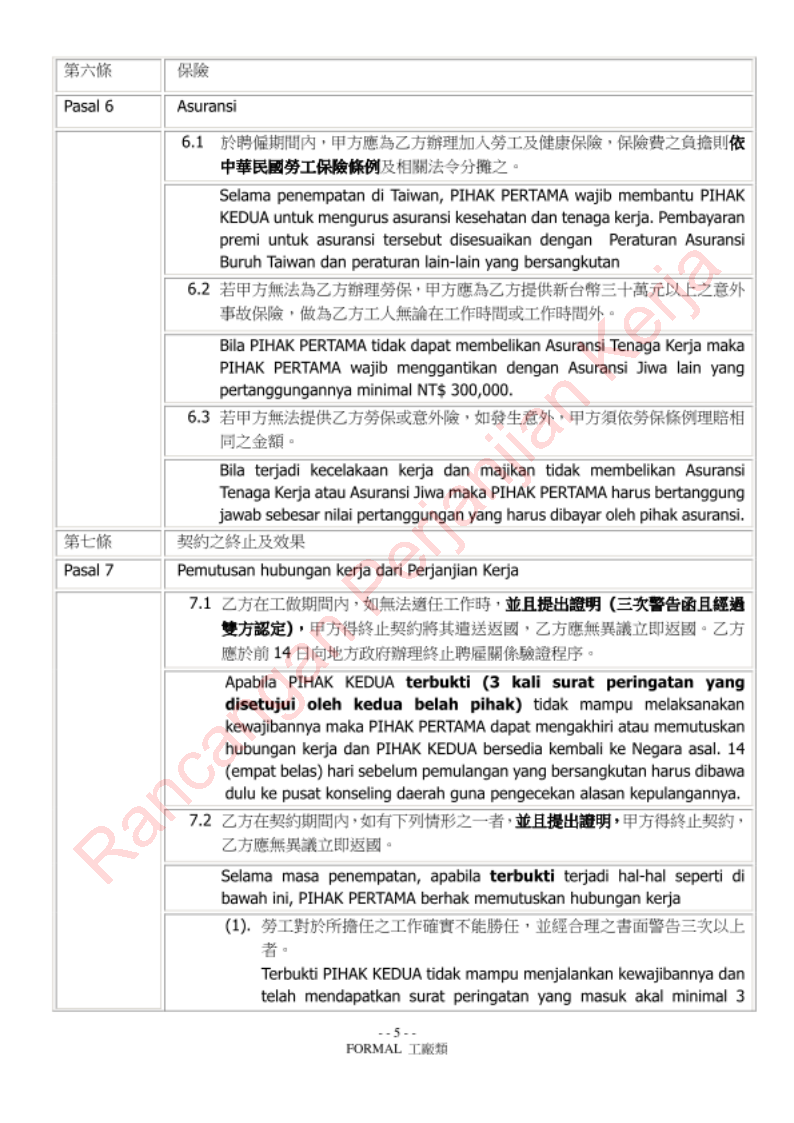 第六條 保險
Pasal 6 Asuransi
6.1 於聘僱期間內，甲方應為乙方辦理加入勞工及健康保險，保險費之負擔則依
中華民國勞工保險條例及相關法令分攤之。
Selama penempatan di Taiwan, PIHAK PERTAMA wajib membantu PIHAK
KEDUA untuk mengurus asuransi kesehatan dan tenaga kerja. Pembayaran
premi untuk asuransi tersebut disesuaikan dengan Peraturan Asuransi
Buruh Taiwan dan peraturan lain-lain yang bersangkutan
6.2 若甲方無法為乙方辦理勞保，甲方應為乙方提供新台幣三十萬元以上之意外
事故保險，做為乙方工人無論在工作時間或工作時間外。
Bila PIHAK PERTAMA tidak dapat membelikan Asuransi Tenaga Kerja maka
PIHAK PERTAMA wajib menggantikan dengan Asuransi Jiwa lain yang
pertanggungannya minimal NT$ 300,000.
6.3 若甲方無法提供乙方勞保或意外險，如發生意外，甲方須依勞保條例理賠相
同之金額。
Bila terjadi kecelakaan kerja dan majikan tidak membelikan Asuransi
Tenaga Kerja atau Asuransi Jiwa maka PIHAK PERTAMA harus bertanggung
jawab sebesar nilai pertanggungan yang harus dibayar oleh pihak asuransi.
第七條 契約之終止及效果
Pasal 7 Pemutusan hubungan kerja dari Perjanjian Kerja
7.1 乙方在工做期間內，如無法適任工作時，並且提出證明 (三次警告函且經過
雙方認定)，甲方得終止契約將其遣送返國，乙方應無異議立即返國。乙方
應於前 14 日向地方政府辦理終止聘雇關係驗證程序。
Apabila PIHAK KEDUA terbukti (3 kali surat peringatan yang
disetujui oleh kedua belah pihak) tidak mampu melaksanakan
kewajibannya maka PIHAK PERTAMA dapat mengakhiri atau memutuskan
hubungan kerja dan PIHAK KEDUA bersedia kembali ke Negara asal. 14
(empat belas) hari sebelum pemulangan yang bersangkutan harus dibawa
dulu ke pusat konseling daerah guna pengecekan alasan kepulangannya.
7.2 乙方在契約期間內，如有下列情形之一者，並且提出證明，甲方得終止契約，
乙方應無異議立即返國。
Selama masa penempatan, apabila terbukti terjadi hal-hal seperti di
bawah ini, PIHAK PERTAMA berhak memutuskan hubungan kerja
(1). 勞工對於所擔任之工作確實不能勝任，並經合理之書面警告三次以上
者。
Terbukti PIHAK KEDUA tidak mampu menjalankan kewajibannya dan
telah mendapatkan surat peringatan yang masuk akal minimal 3
Rancangan Perjanjian Kerja
- - 5 - -
FORMAL 工廠類